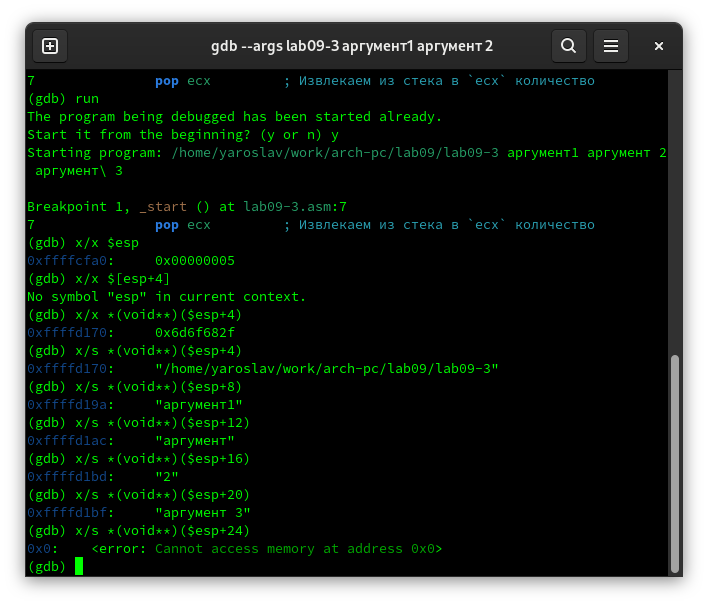 gdb --args lab09-3 аргумент1 аргумент 2
7 pop ecx ; Извлекаем из стека в `ecx` количество
(gdb) run
The program being debugged has been started already.
Start it from the beginning? (y or n) y
Starting program: /home/yaroslav/work/arch-pc/lab09/lab09-3 аргумент1 аргумент 2
аргумент\ 3
Breakpoint 1, _start () at lab09-3.asm:7
7 pop ecx ; Извлекаем из стека в `ecx` количество
(gdb) x/x $esp
0xffffcfa0: 0x00000005
(gdb) x/x $[esp+4]
No symbol "esp" in current context.
(gdb) x/x *(void**)($esp+4)
0xffffd170: 0x6d6f682f
(gdb) x/s *(void**)($esp+4)
0xffffd170: "/home/yaroslav/work/arch-pc/lab09/lab09-3"
(gdb) x/s *(void**)($esp+8)
0xffffd19a: "аргумент1"
(gdb) x/s *(void**)($esp+12)
0xffffd1ac: "аргумент"
(gdb) x/s *(void**)($esp+16)
0xffffd1bd: "2"
(gdb) x/s *(void**)($esp+20)
0xffffd1bf: "аргумент 3"
(gdb) x/s *(void**)($esp+24)
0x0: <error: Cannot access memory at address 0x0>
(gdb)